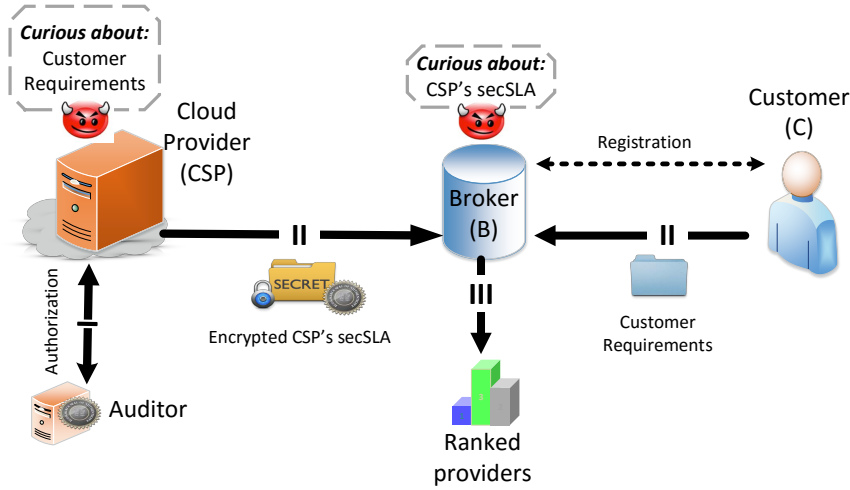 Curious about:
Customer
Requirements
Cloud
Provider
(CSP)
Curious about:
CSP's secSLA
Customer
(C)
Registration
Broker
(B)
II
II
SECRET
Encrypted CSP's secSLA
III
Customer
Requirements
Authorization
I
Auditor
Ranked
providers